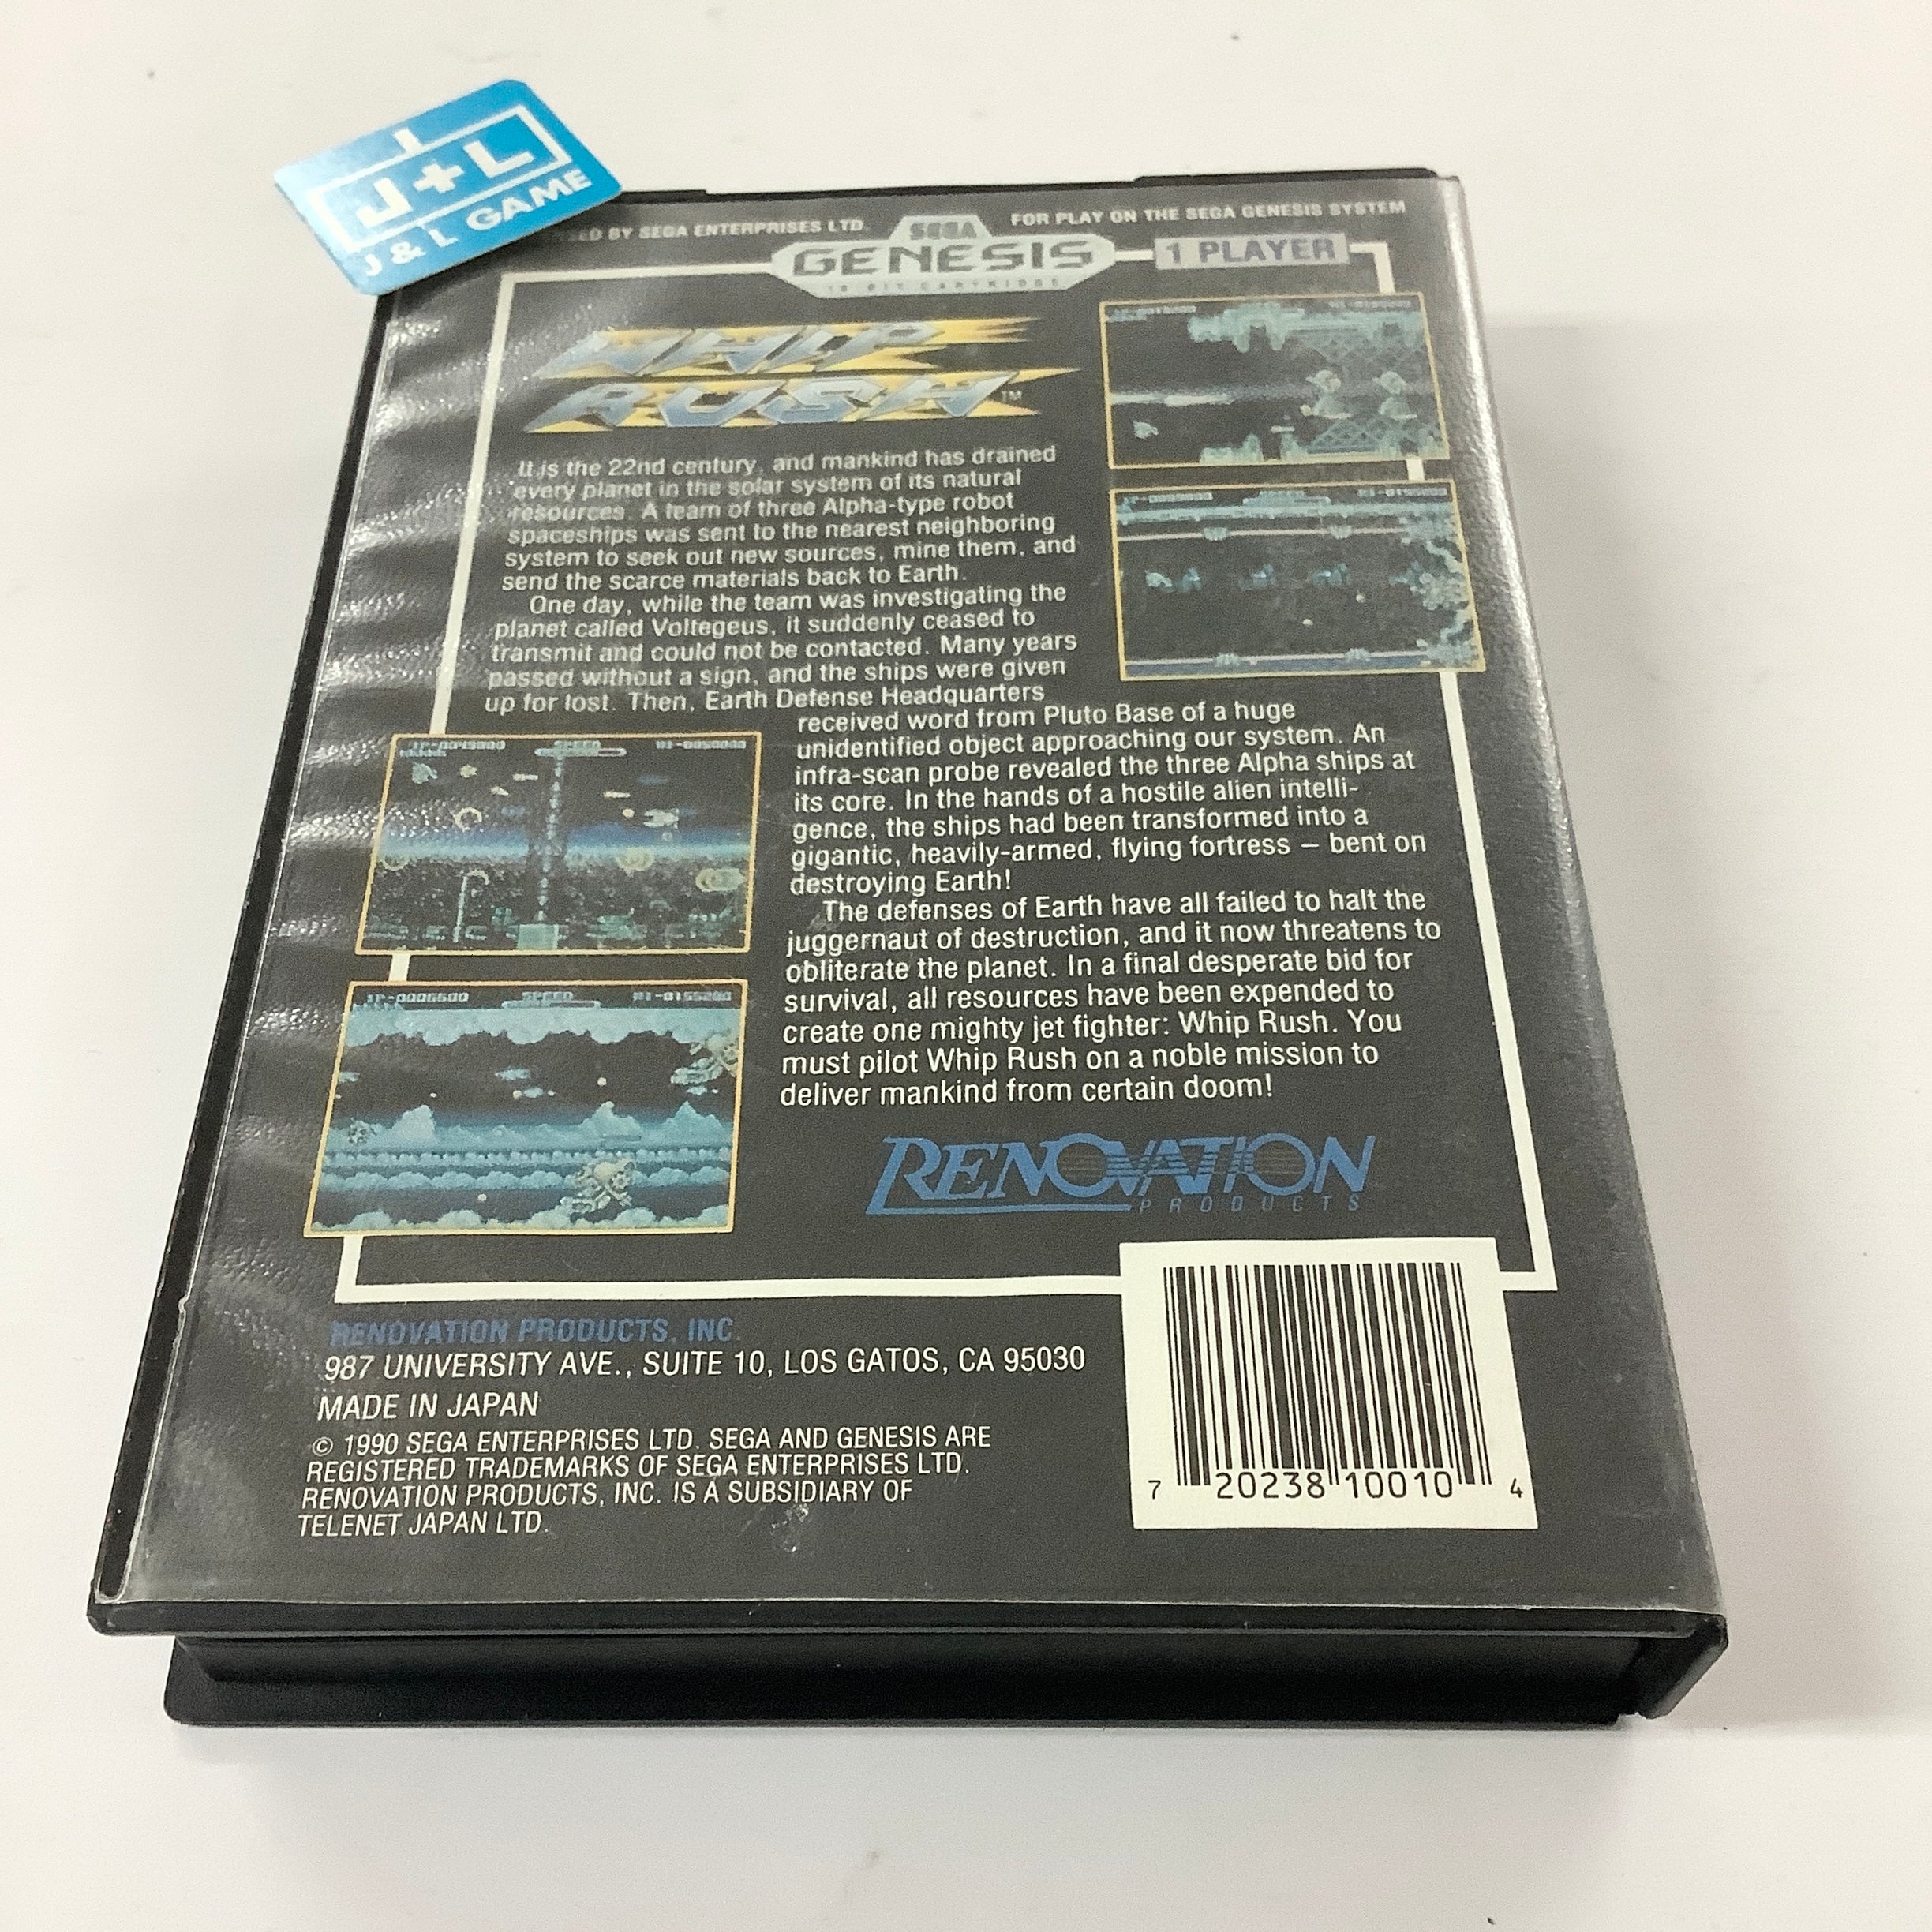 J+L
J & L GAME
BY SEGA ENTERPRISES LTD.
SEGA
GENESIS
16-BIT CARTRIDGE
FOR PLAY ON THE SEGA GENESIS SYSTEM
1 PLAYER
WHIP
RUSH™
It is the 22nd century, and mankind has drained
every planet in the solar system of its natural
resources. A team of three Alpha-type robot
spaceships was sent to the nearest neighboring
system to seek out new sources, mine them, and
send the scarce materials back to Earth.
One day, while the team was investigating the
planet called Voltegeus, it suddenly ceased to
transmit and could not be contacted. Many years
passed without a sign, and the ships were given
up for lost. Then, Earth Defense Headquarters
received word from Pluto Base of a huge
unidentified object approaching our system. An
infra-scan probe revealed the three Alpha ships at
its core. In the hands of a hostile alien intelli-
gence, the ships had been transformed into a
gigantic, heavily-armed, flying fortress – bent on
destroying Earth!
The defenses of Earth have all failed to halt the
juggernaut of destruction, and it now threatens to
obliterate the planet. In a final desperate bid for
survival, all resources have been expended to
create one mighty jet fighter: Whip Rush. You
must pilot Whip Rush on a noble mission to
deliver mankind from certain doom!
SPEED
1P-0006600 SPEED HI-0155200
RENOVATION
PRODUCTS
RENOVATION PRODUCTS, INC.
987 UNIVERSITY AVE., SUITE 10, LOS GATOS, CA 95030
MADE IN JAPAN
© 1990 SEGA ENTERPRISES LTD. SEGA AND GENESIS ARE
REGISTERED TRADEMARKS OF SEGA ENTERPRISES LTD.
RENOVATION PRODUCTS, INC. IS A SUBSIDIARY OF
TELENET JAPAN LTD.
7 20238 10010 4